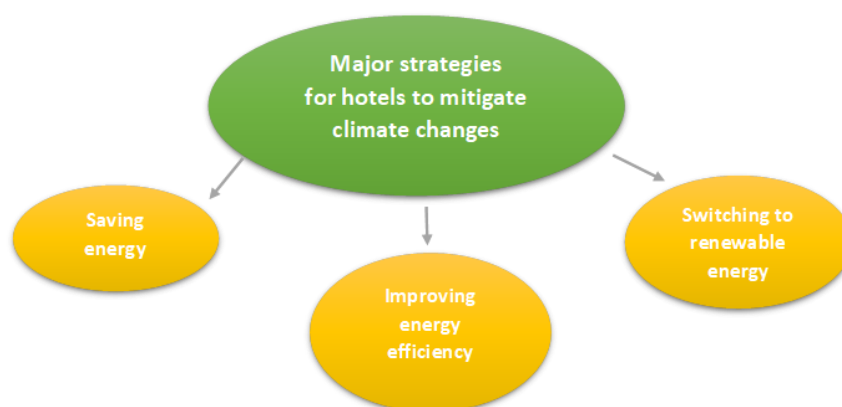 Major strategies
for hotels to mitigate
climate changes
Saving
energy
Improving
energy
efficiency
Switching to
renewable
energy